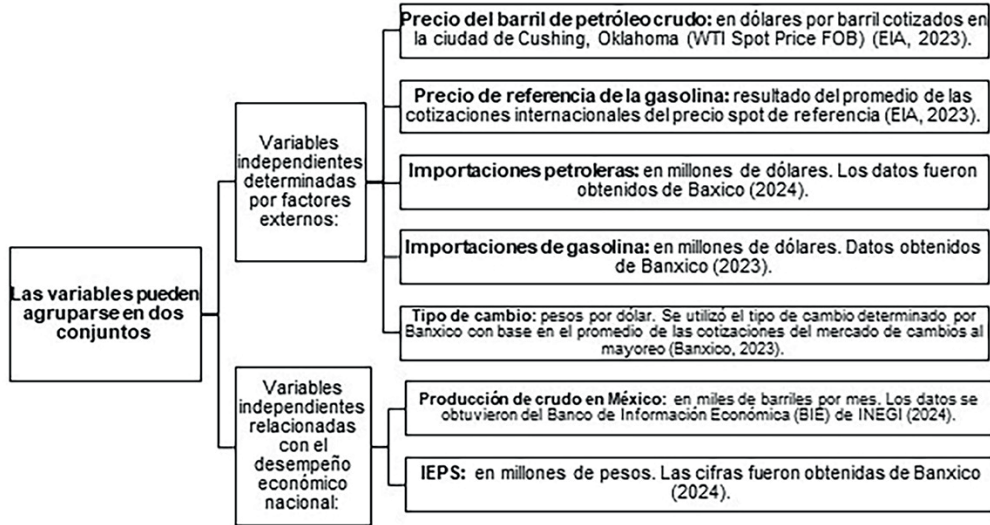 Las variables pueden
agruparse en dos
conjuntos
Variables
independientes
determinadas
por factores
externos:
Precio del barril de petróleo crudo: en dólares por barril cotizados en
la ciudad de Cushing, Oklahoma (WTI Spot Price FOB) (EIA, 2023).
Precio de referencia de la gasolina: resultado del promedio de las
cotizaciones internacionales del precio spot de referencia (EIA, 2023).
Importaciones petroleras: en millones de dólares. Los datos fueron
obtenidos de Baxico (2024).
Importaciones de gasolina: en millones de dólares. Datos obtenidos
de Banxico (2023).
Tipo de cambio: pesos por dólar. Se utilizó el tipo de cambio determinado por
Banxico con base en el promedio de las cotizaciones del mercado de cambios al
mayoreo (Banxico, 2023).
Variables
independientes
relacionadas
con el
desempeño
económico
nacional:
Producción de crudo en México: en miles de barriles por mes. Los datos se
obtuvieron del Banco de Información Económica (BIE) de INEGI (2024).
IEPS: en millones de pesos. Las cifras fueron obtenidas de Banxico
(2024).